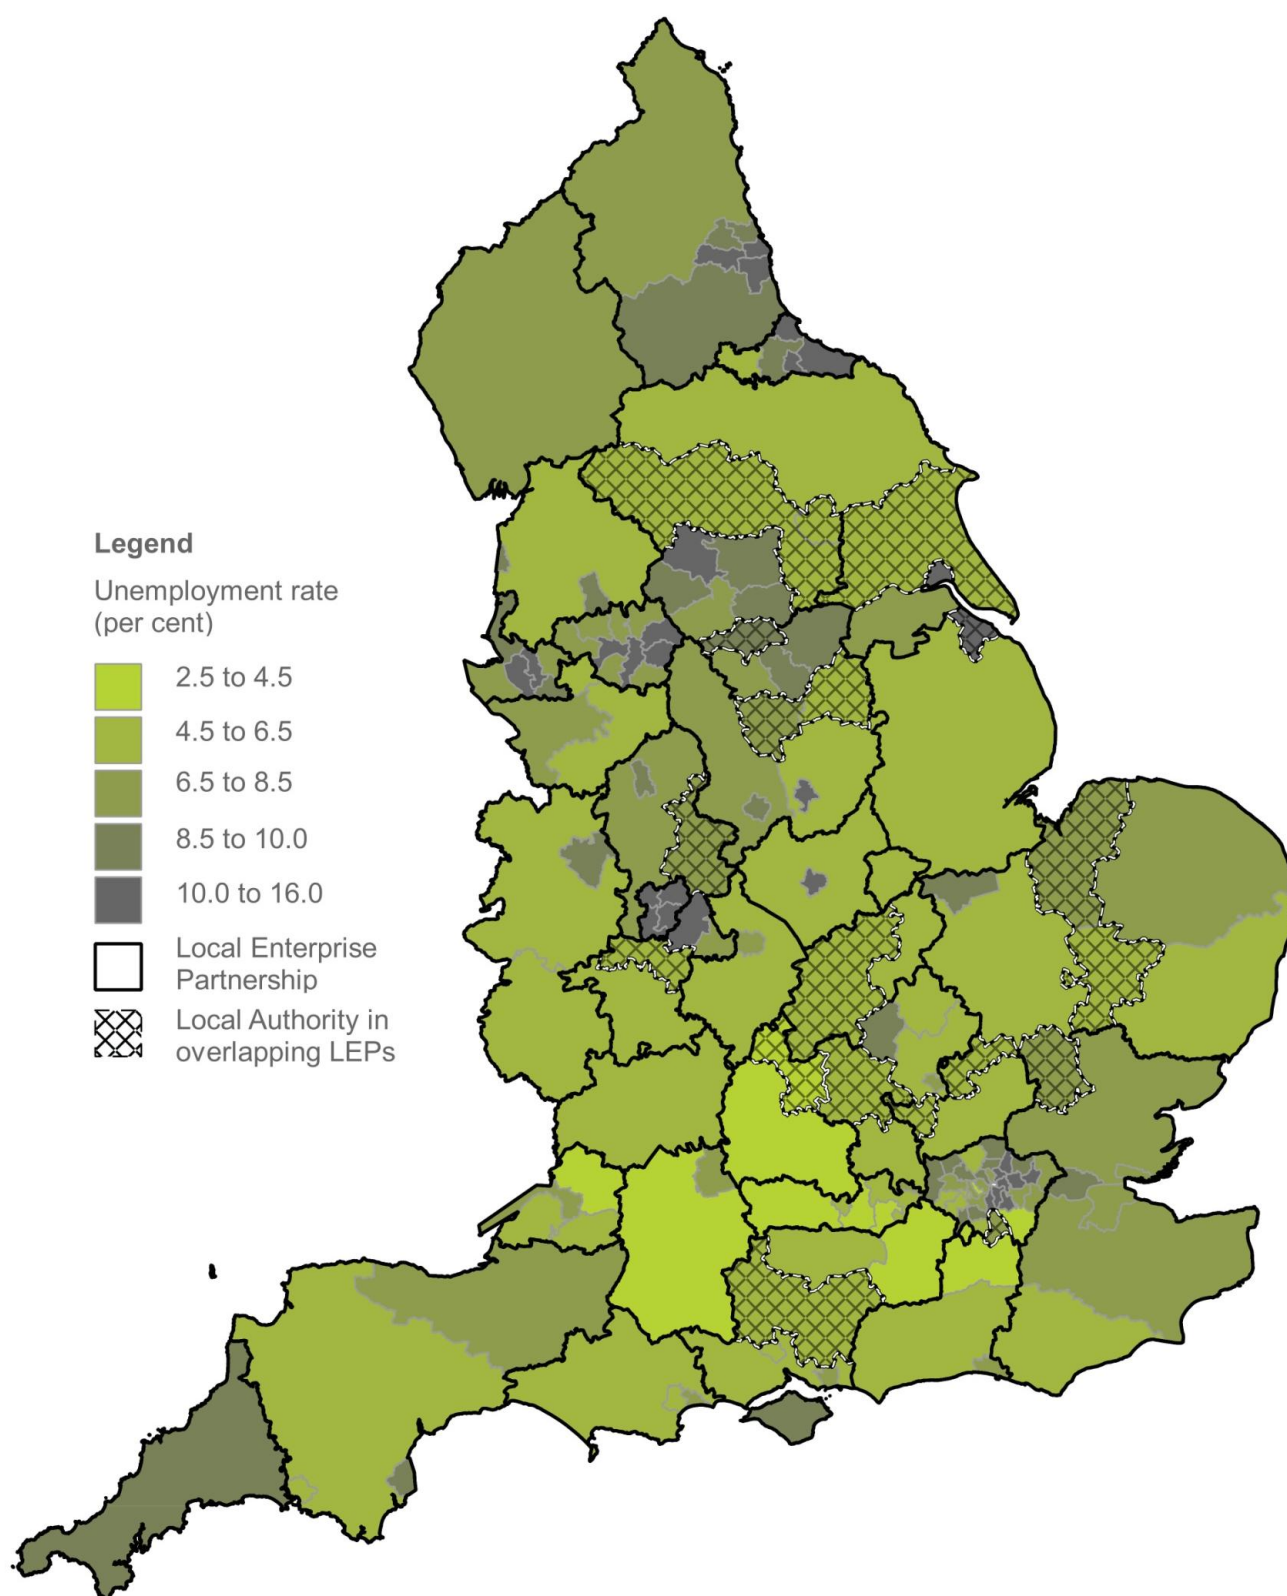 Legend
Unemployment rate
(per cent)
2.5 to 4.5
4.5 to 6.5
6.5 to 8.5
8.5 to 10.0
10.0 to 16.0
Local Enterprise
Partnership
Local Authority in
overlapping LEPs